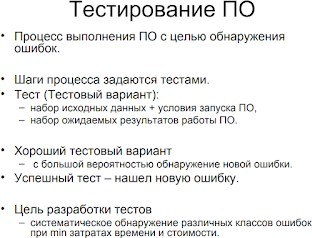 Тестирование ПО
• Процесс выполнения ПО с целью обнаружения
ошибок.
• Шаги процесса задаются тестами.
• Тест (Тестовый вариант):
– набор исходных данных + условия запуска ПО,
– набор ожидаемых результатов работы ПО.
• Хороший тестовый вариант
– с большой вероятностью обнаружение новой ошибки.
• Успешный тест – нашел новую ошибку.
• Цель разработки тестов
– систематическое обнаружение различных классов ошибок
при min затратах времени и стоимости.